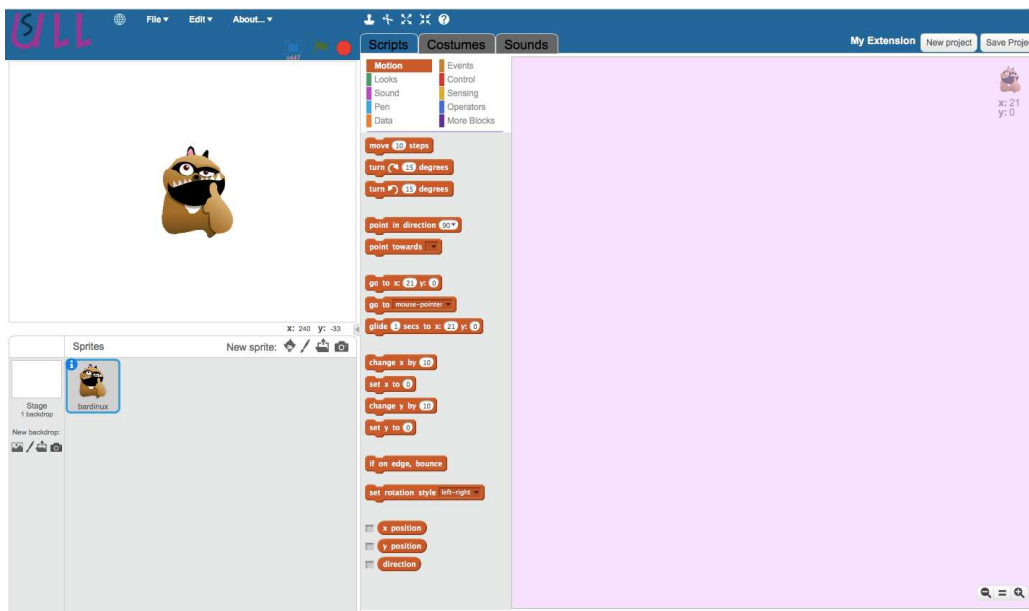 ULL
File▾ Edit▾ About...▾
Scripts Costumes Sounds
My Extension New project Save Proje
v447
Motion Events
Looks Control
Sound Sensing
Pen Operators
Data More Blocks
x: 21
y: 0
move 10 steps
turn 15 degrees
turn 15 degrees
point in direction 90▾
point towards
go to x: 21 y: 0
go to mouse-pointer
glide 1 secs to x: 21 y: 0
change x by 10
set x to 0
change y by 10
set y to 0
if on edge, bounce
set rotation style left-right
x position
y position
direction
x: 240 y: -33
Sprites New sprite:
Stage
1 backdrop
New backdrop:
bardinux